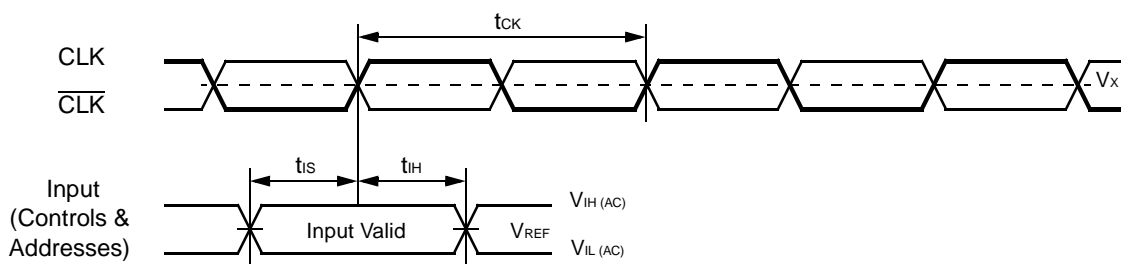 tCK
CLK
CLK
VX
tIS
tIH
Input
(Controls &
Addresses)
Input Valid
VIH (AC)
VREF
VIL (AC)